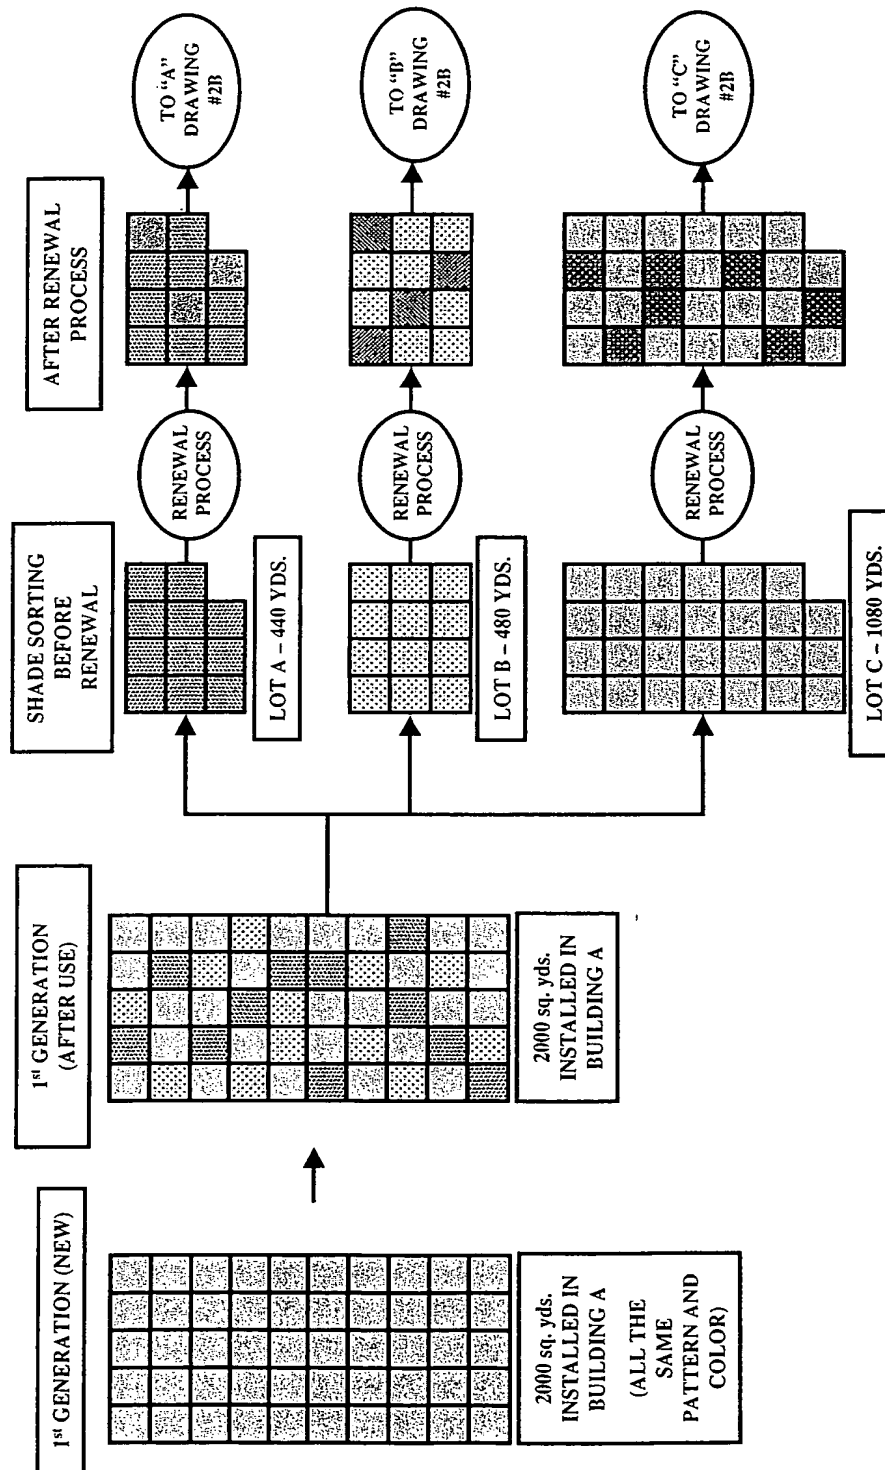 1st GENERATION (NEW)
2000 sq. yds.
INSTALLED IN
BUILDING A
(ALL THE
SAME
PATTERN AND
COLOR)
1st GENERATION
(AFTER USE)
2000 sq. yds.
INSTALLED IN
BUILDING A
SHADE SORTING
BEFORE
RENEWAL
LOT A – 440 YDS.
LOT B – 480 YDS.
LOT C – 1080 YDS.
RENEWAL
PROCESS
RENEWAL
PROCESS
RENEWAL
PROCESS
AFTER RENEWAL
PROCESS
TO “A”
DRAWING
#2B
TO “B”
DRAWING
#2B
TO “C”
DRAWING
#2B